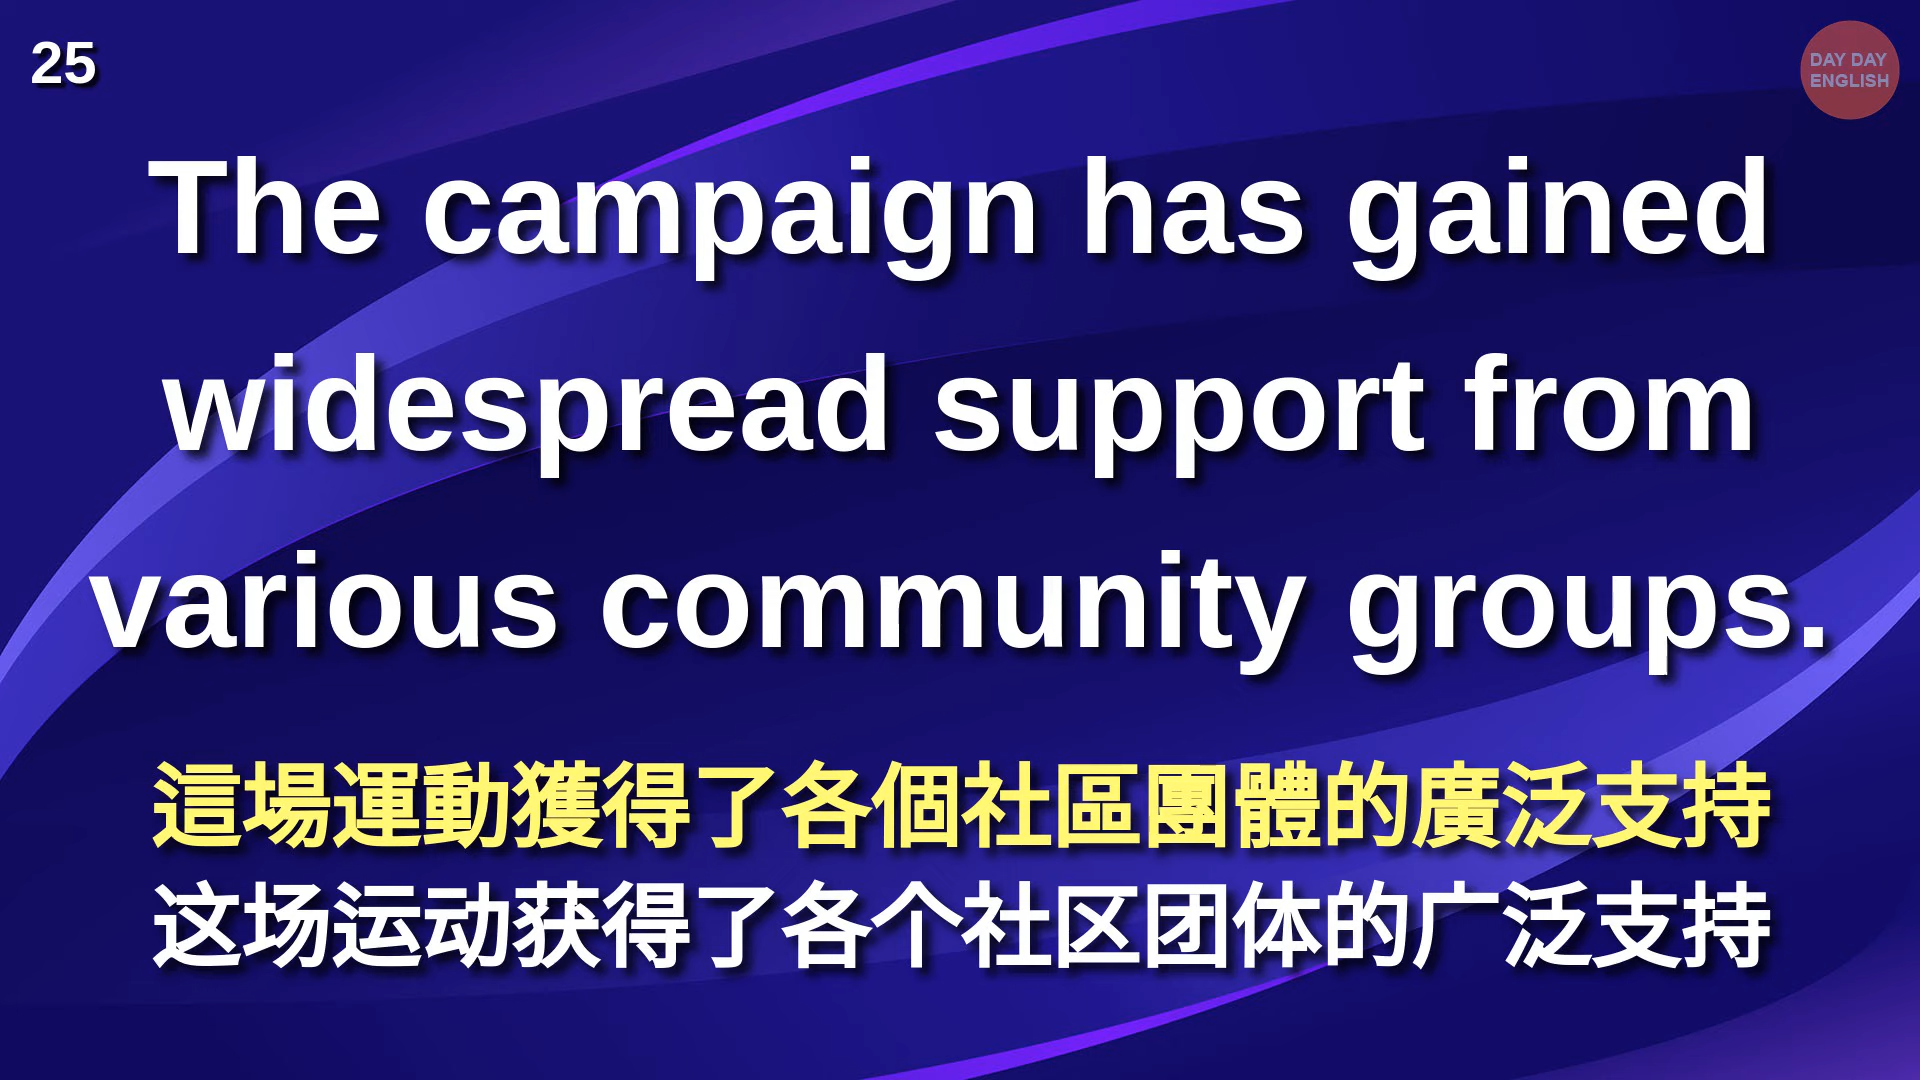 25
DAY DAY
ENGLISH
The campaign has gained
widespread support from
various community groups.
這場運動獲得了各個社區團體的廣泛支持
这场运动获得了各个社区团体的广泛支持